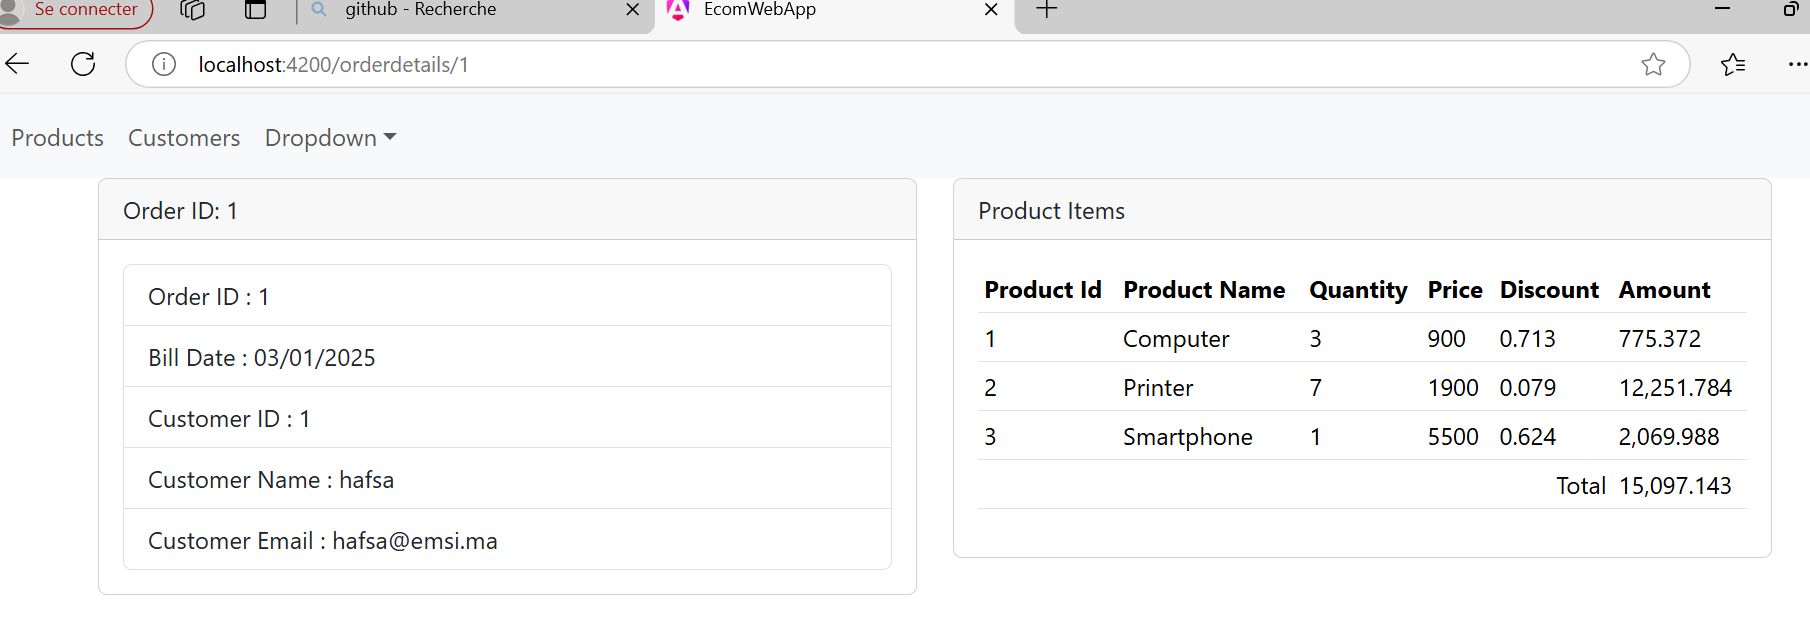 Se connecter
github - Recherche
EcomWebApp
localhost:4200/orderdetails/1
Products Customers Dropdown
Order ID: 1
Order ID : 1
Bill Date : 03/01/2025
Customer ID : 1
Customer Name : hafsa
Customer Email : hafsa@emsi.ma
Product Items
Product Id Product Name Quantity Price Discount Amount
1 Computer 3 900 0.713 775.372
2 Printer 7 1900 0.079 12,251.784
3 Smartphone 1 5500 0.624 2,069.988
Total 15,097.143